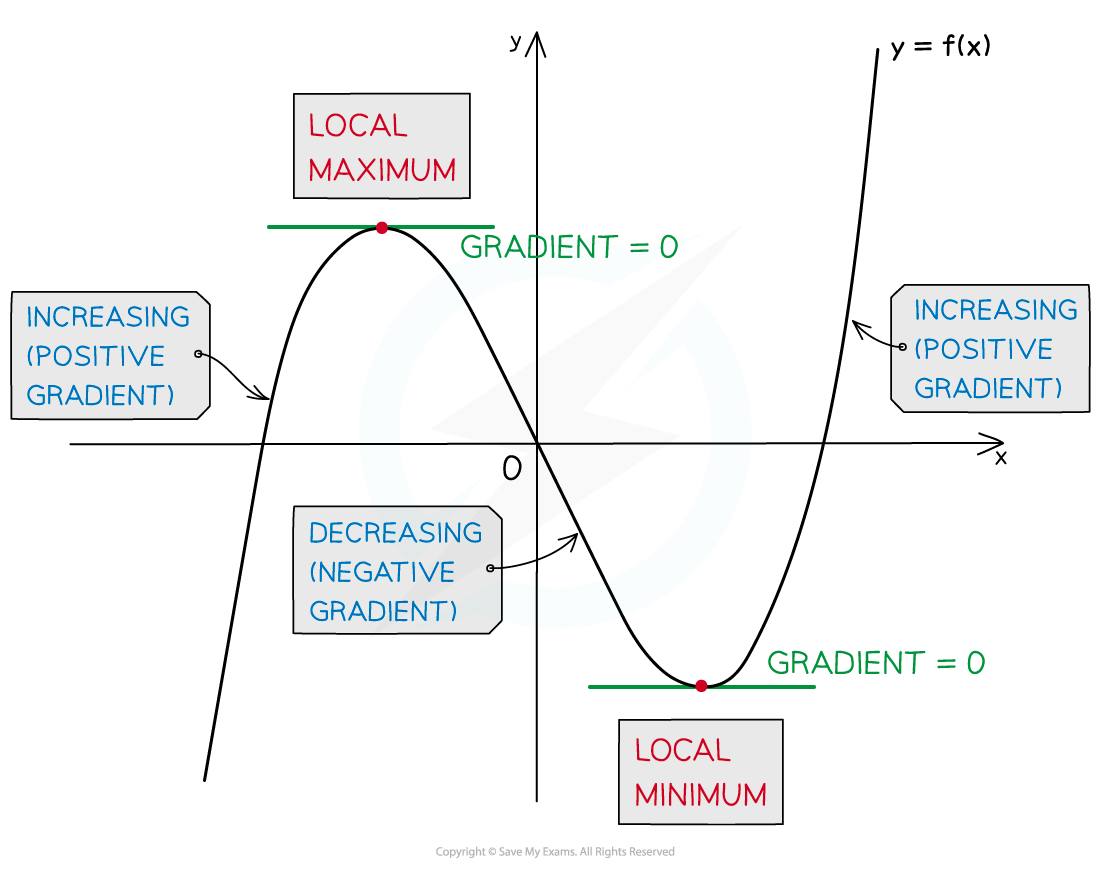 y
y = f(x)
LOCAL
MAXIMUM
GRADIENT = 0
INCREASING
(POSITIVE
GRADIENT)
INCREASING
(POSITIVE
GRADIENT)
x
O
DECREASING
(NEGATIVE
GRADIENT)
GRADIENT = 0
LOCAL
MINIMUM
Copyright © Save My Exams. All Rights Reserved